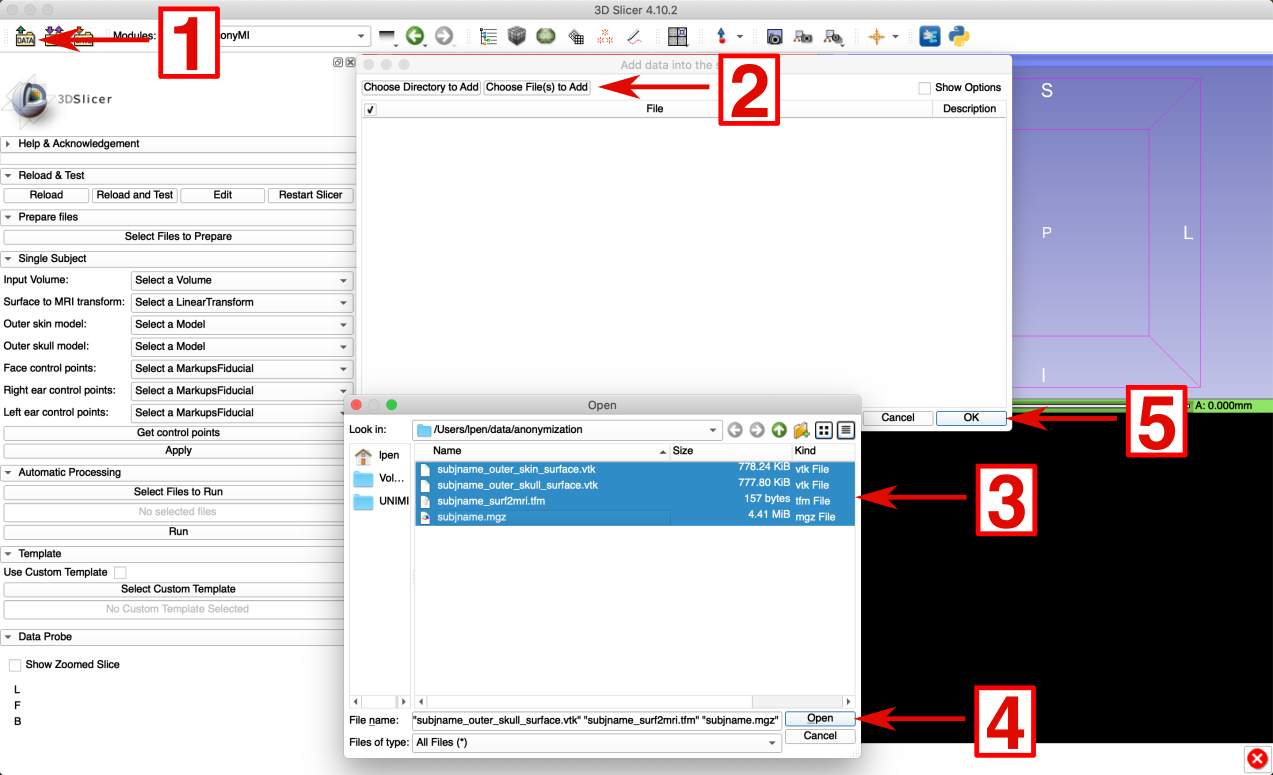 3D Slicer 4.10.2
DATA
Modules:
1
Add data into the
Choose Directory to Add
Choose File(s) to Add
2
Show Options
File
Description
3DSlicer
Help & Acknowledgement
Reload & Test
Reload
Reload and Test
Edit
Restart Slicer
Prepare files
Select Files to Prepare
Single Subject
Input Volume:
Select a Volume
Surface to MRI transform:
Select a LinearTransform
Outer skin model:
Select a Model
Outer skull model:
Select a Model
Face control points:
Select a MarkupsFiducial
Right ear control points:
Select a MarkupsFiducial
Left ear control points:
Select a MarkupsFiducial
Get control points
Apply
Automatic Processing
Select Files to Run
No selected files
Run
Template
Use Custom Template
Select Custom Template
No Custom Template Selected
Data Probe
Show Zoomed Slice
L
F
B
S
P
L
I
A: 0.000mm
Cancel
OK
5
Open
Look in:
/Users/lpen/data/anonymization
lpen
Vol...
UNIMI
Name
Size
Kind
subjname_outer_skin_surface.vtk 778.24 KiB vtk File
subjname_outer_skull_surface.vtk 777.80 KiB vtk File
subjname_surf2mri.tfm 157 bytes tfm File
subjname.mgz 4.41 MiB mgz File
3
File name:
"subjname_outer_skull_surface.vtk" "subjname_surf2mri.tfm" "subjname.mgz"
Open
4
Files of type:
All Files (*)
Cancel